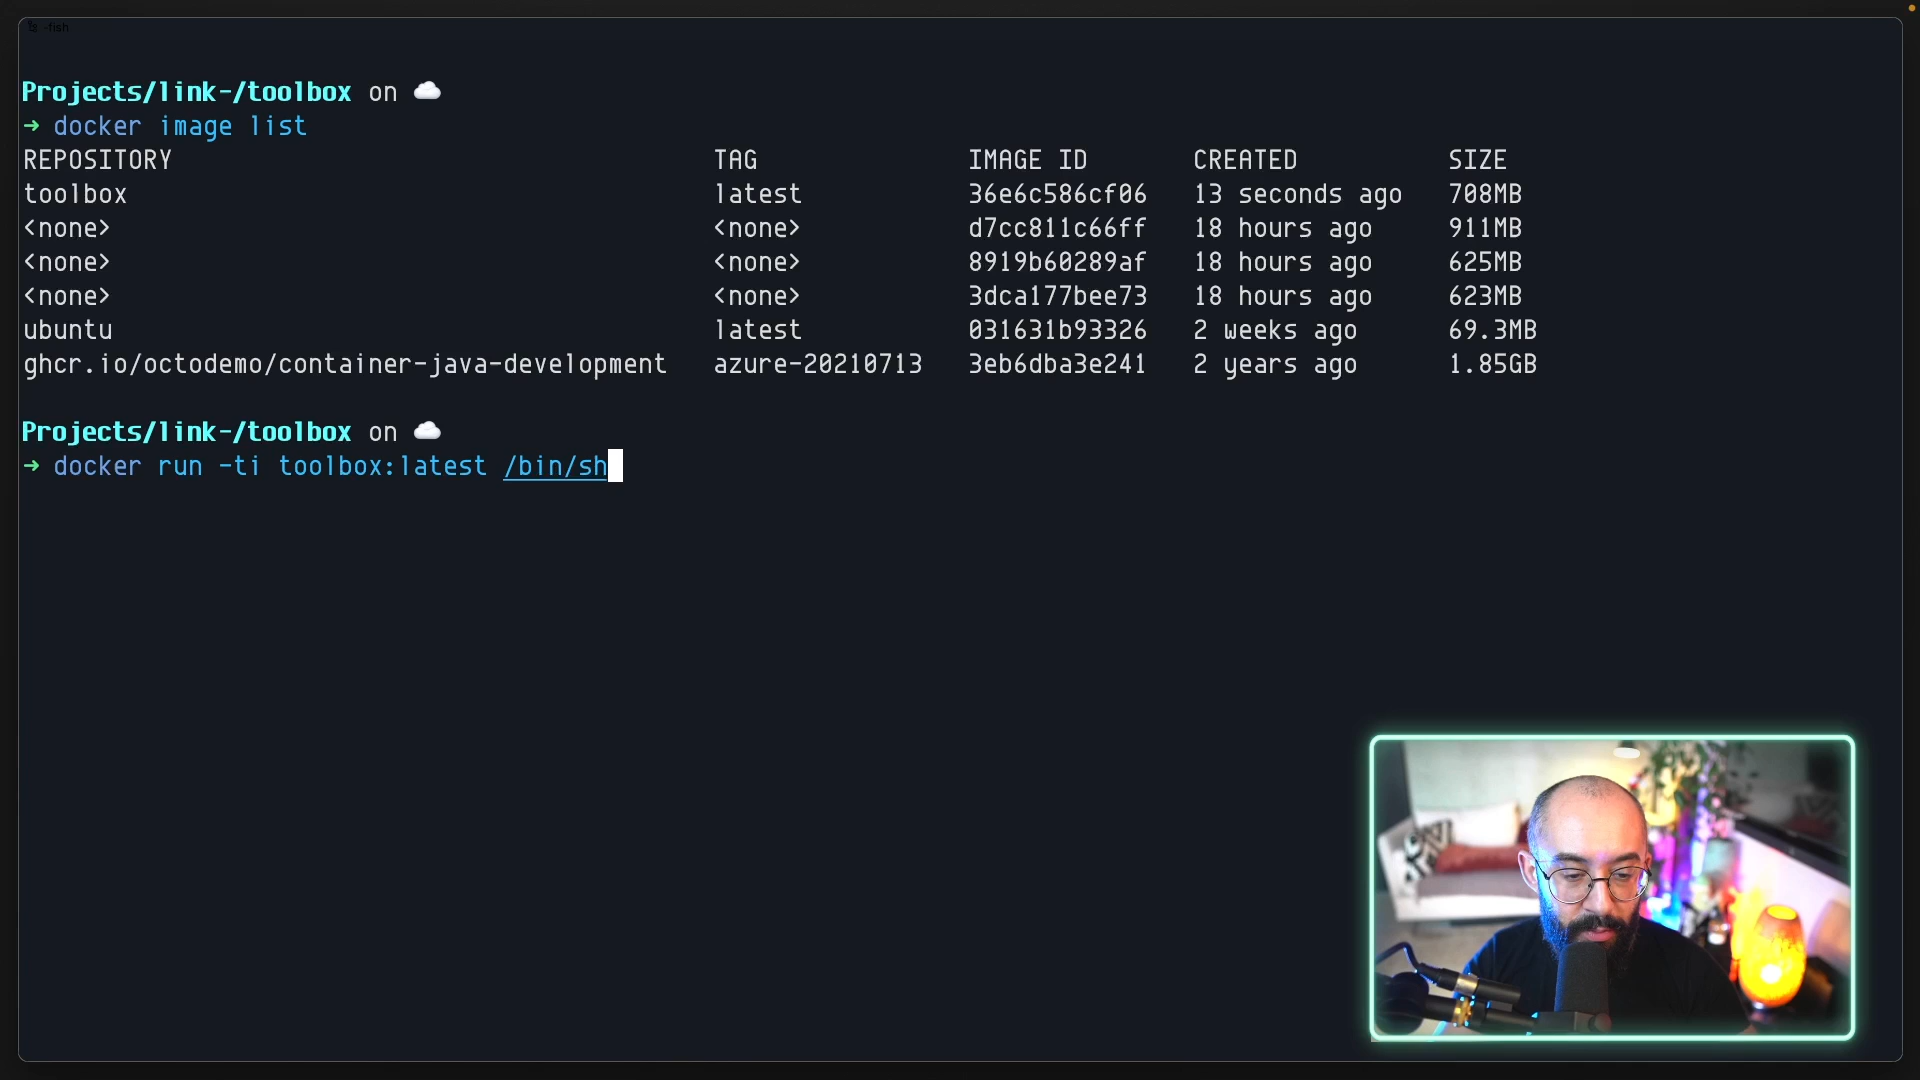 -fish
Projects/link-/toolbox on
→ docker image list
REPOSITORY TAG IMAGE ID CREATED SIZE
toolbox latest 36e6c586cf06 13 seconds ago 708MB
<none> <none> d7cc811c66ff 18 hours ago 911MB
<none> <none> 8919b60289af 18 hours ago 625MB
<none> <none> 3dca177bee73 18 hours ago 623MB
ubuntu latest 031631b93326 2 weeks ago 69.3MB
ghcr.io/octodemo/container-java-development azure-20210713 3eb6dba3e241 2 years ago 1.85GB
Projects/link-/toolbox on
→ docker run -ti toolbox:latest /bin/sh